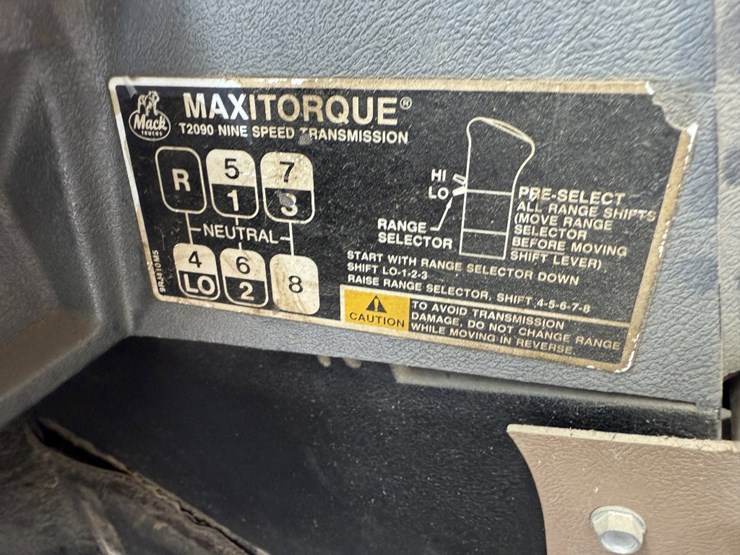 Mack
TRUCKS
MAXITORQUE®
T2090 NINE SPEED TRANSMISSION
R
5
1
7
3
NEUTRAL
4
LO
6
2
8
9RJ410M5
HI
LO
RANGE
SELECTOR
PRE-SELECT
ALL RANGE SHIFTS
(MOVE RANGE
SELECTOR
BEFORE MOVING
SHIFT LEVER)
START WITH RANGE SELECTOR DOWN
SHIFT LO-1-2-3
RAISE RANGE SELECTOR, SHIFT 4-5-6-7-8
CAUTION
TO AVOID TRANSMISSION
DAMAGE, DO NOT CHANGE RANGE
WHILE MOVING IN REVERSE.